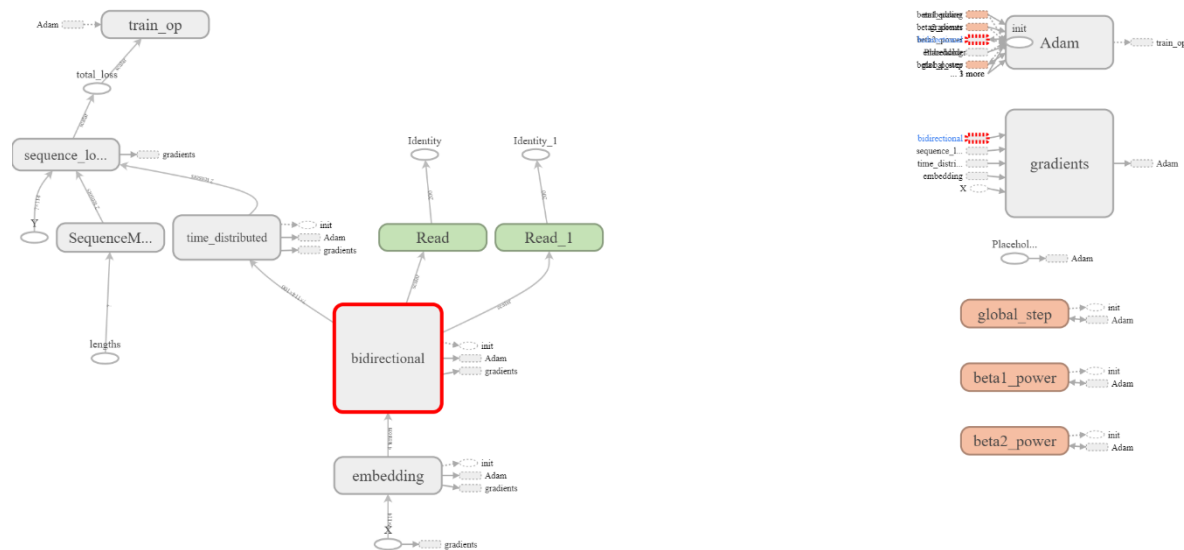 train_op
Adam
total_loss
sequence_lo...
gradients
Y
SequenceM...
lengths
time_distributed
init
Adam
gradients
Identity
Identity_1
Read
Read_1
bidirectional
init
Adam
gradients
embedding
init
Adam
gradients
X
gradients
init
Adam
train_op
... 3 more
bidirectional
sequence_l...
time_distri...
embedding
X
gradients
Adam
Placehol...
Adam
global_step
init
Adam
beta1_power
init
Adam
beta2_power
init
Adam